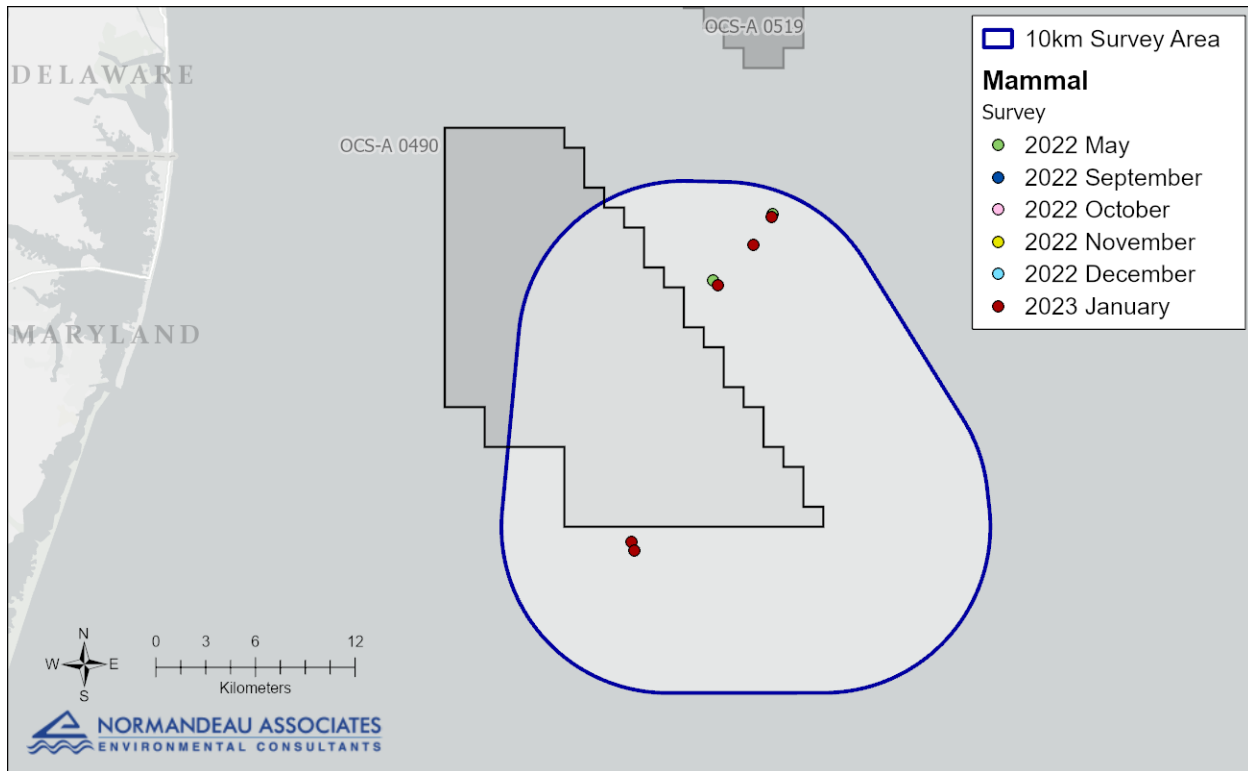 OCS-A 0519
10km Survey Area
Mammal
Survey
2022 May
2022 September
2022 October
2022 November
2022 December
2023 January
DELAWARE
OCS-A 0490
MARYLAND
N
W E
S
0 3 6 12
Kilometers
NORMANDEAU ASSOCIATES
ENVIRONMENTAL CONSULTANTS